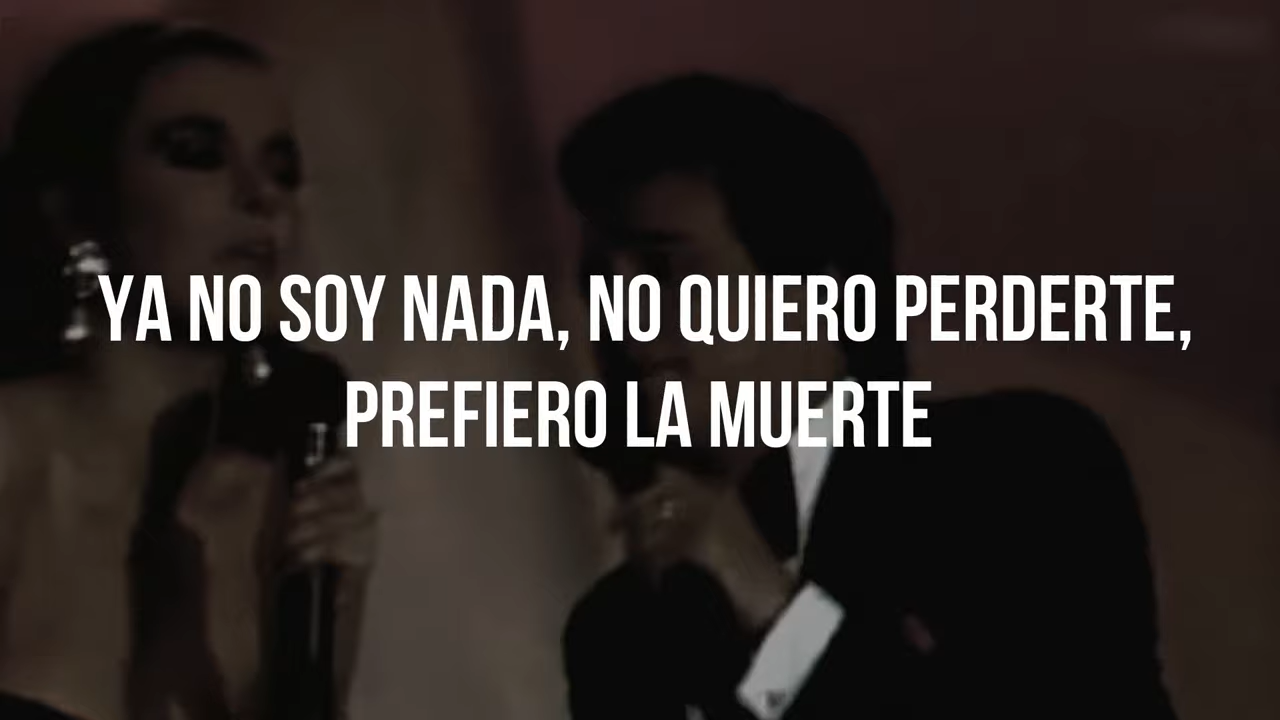 YA NO SOY NADA, NO QUIERO PERDERTE,
PREFIERO LA MUERTE